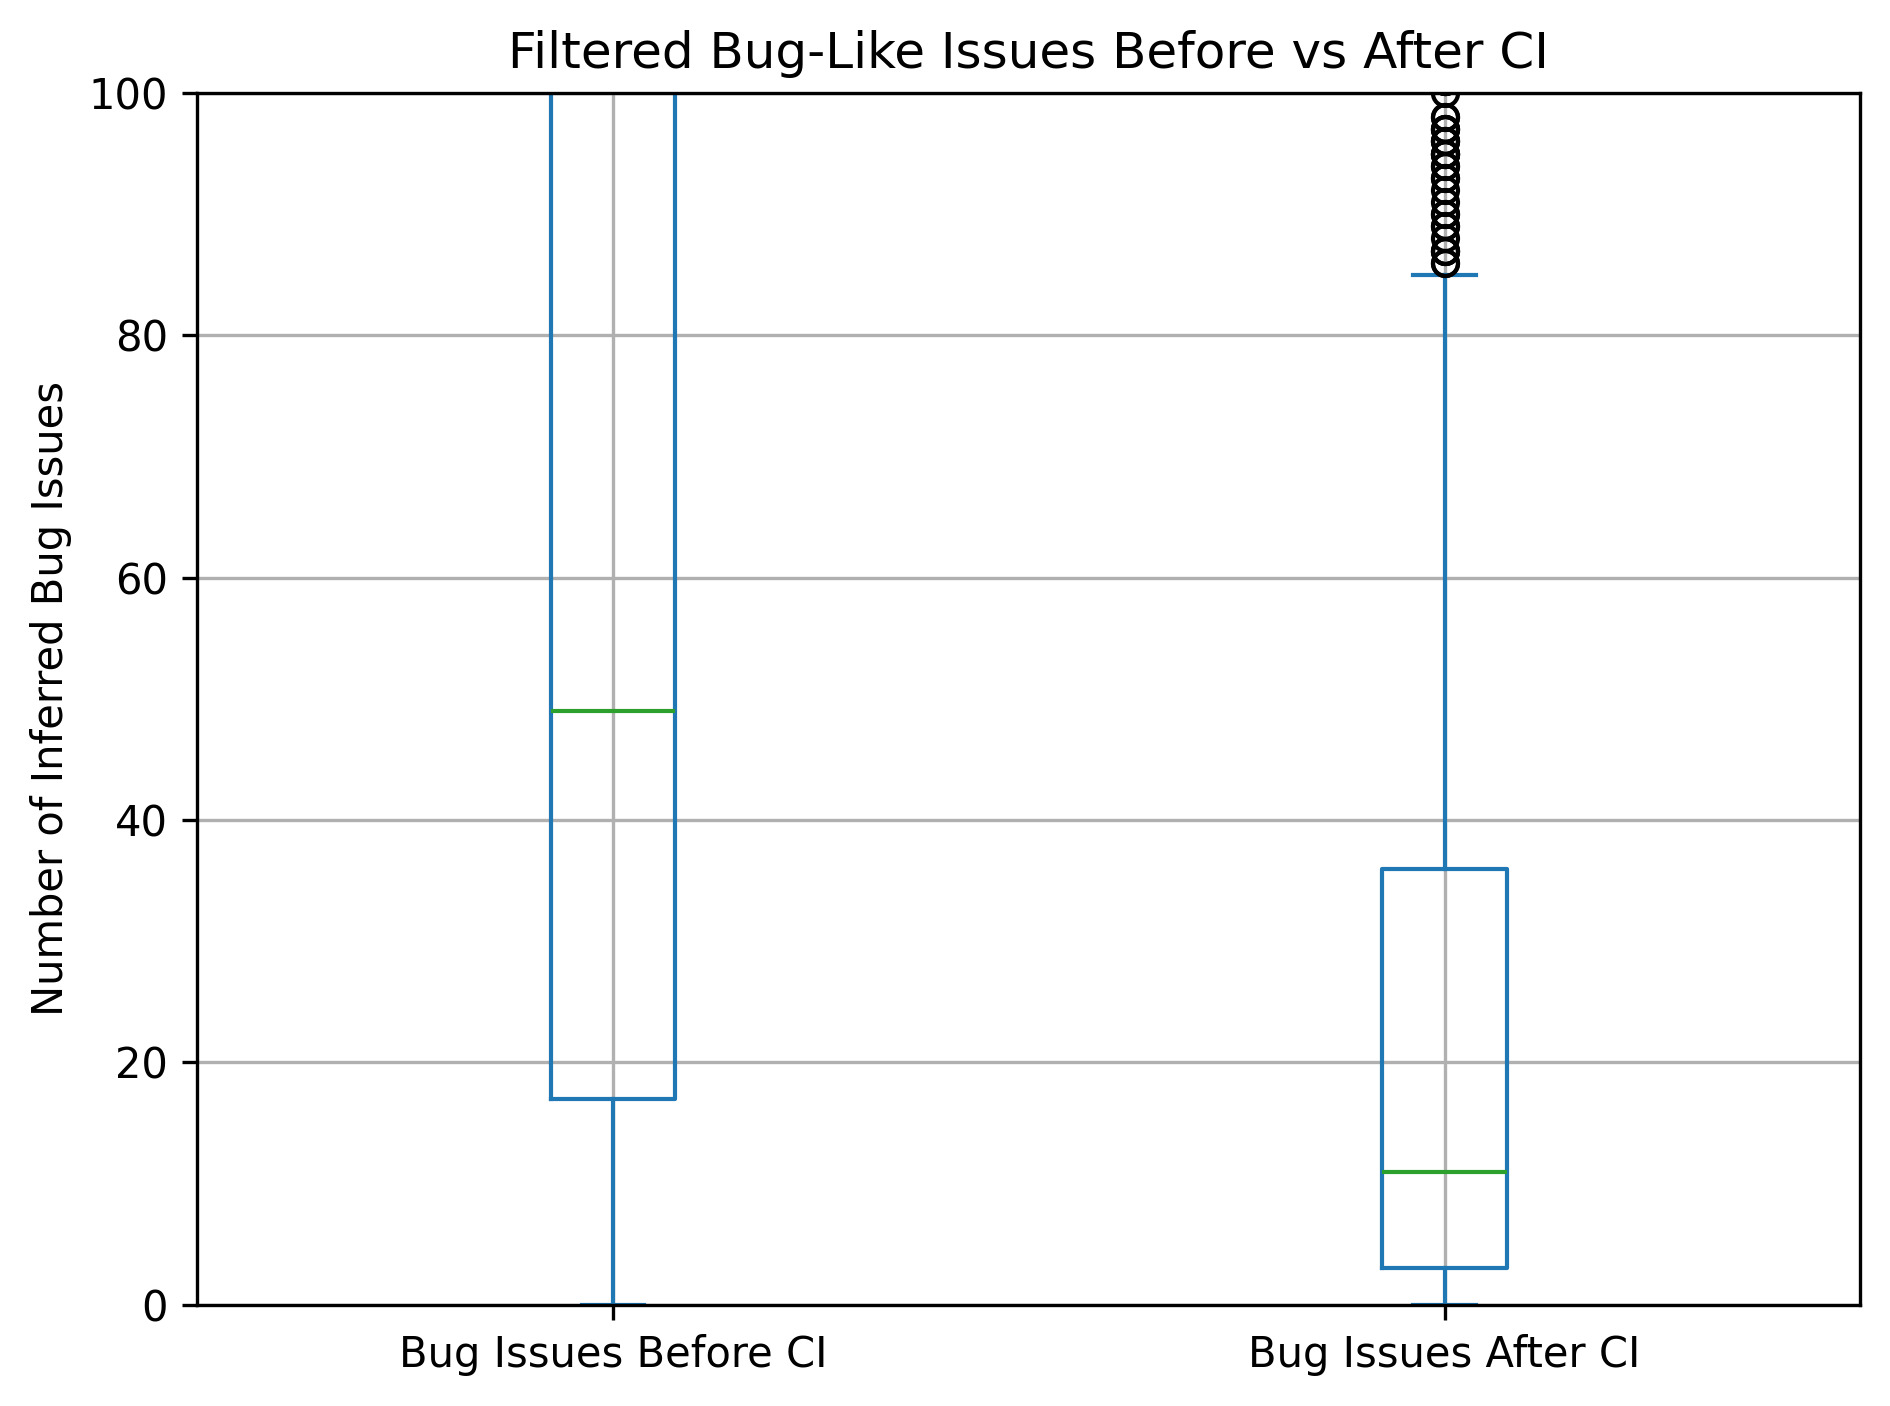 Filtered Bug-Like Issues Before vs After CI
Number of Inferred Bug Issues
100
80
60
40
20
0
Bug Issues Before CI
Bug Issues After CI